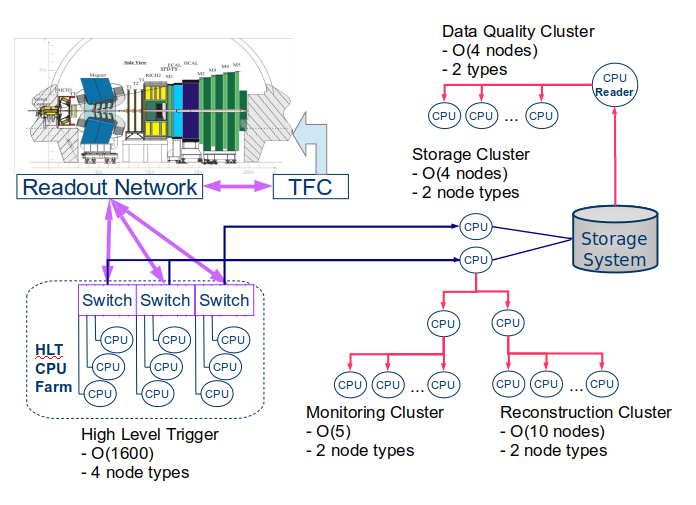 Data Quality Cluster
- O(4 nodes)
- 2 types
CPU
Reader
CPU
CPU
...
CPU
Side View
ECAL
HCAL
SPD/PS
Magnet
RICH2
M1
M2
M3
M4
M5
T1
T2
T3
RICH1
TT
Vertex
Locator
Storage Cluster
- O(4 nodes)
- 2 node types
Readout Network
TFC
CPU
CPU
Storage
System
Switch
Switch
Switch
HLT
CPU
Farm
CPU
CPU
CPU
CPU
CPU
CPU
CPU
CPU
CPU
CPU
CPU
CPU
CPU
...
CPU
CPU
CPU
...
CPU
High Level Trigger
- O(1600)
- 4 node types
Monitoring Cluster
- O(5)
- 2 node types
Reconstruction Cluster
- O(10 nodes)
- 2 node types